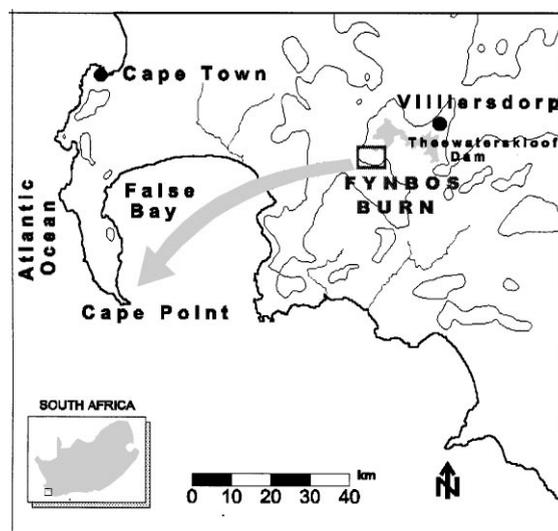 Cape Town
Villiersdorp
Theewaterskloof
Dam
FYNBOS
BURN
False
Bay
Atlantic
Ocean
Cape Point
SOUTH AFRICA
km
0 10 20 30 40
N